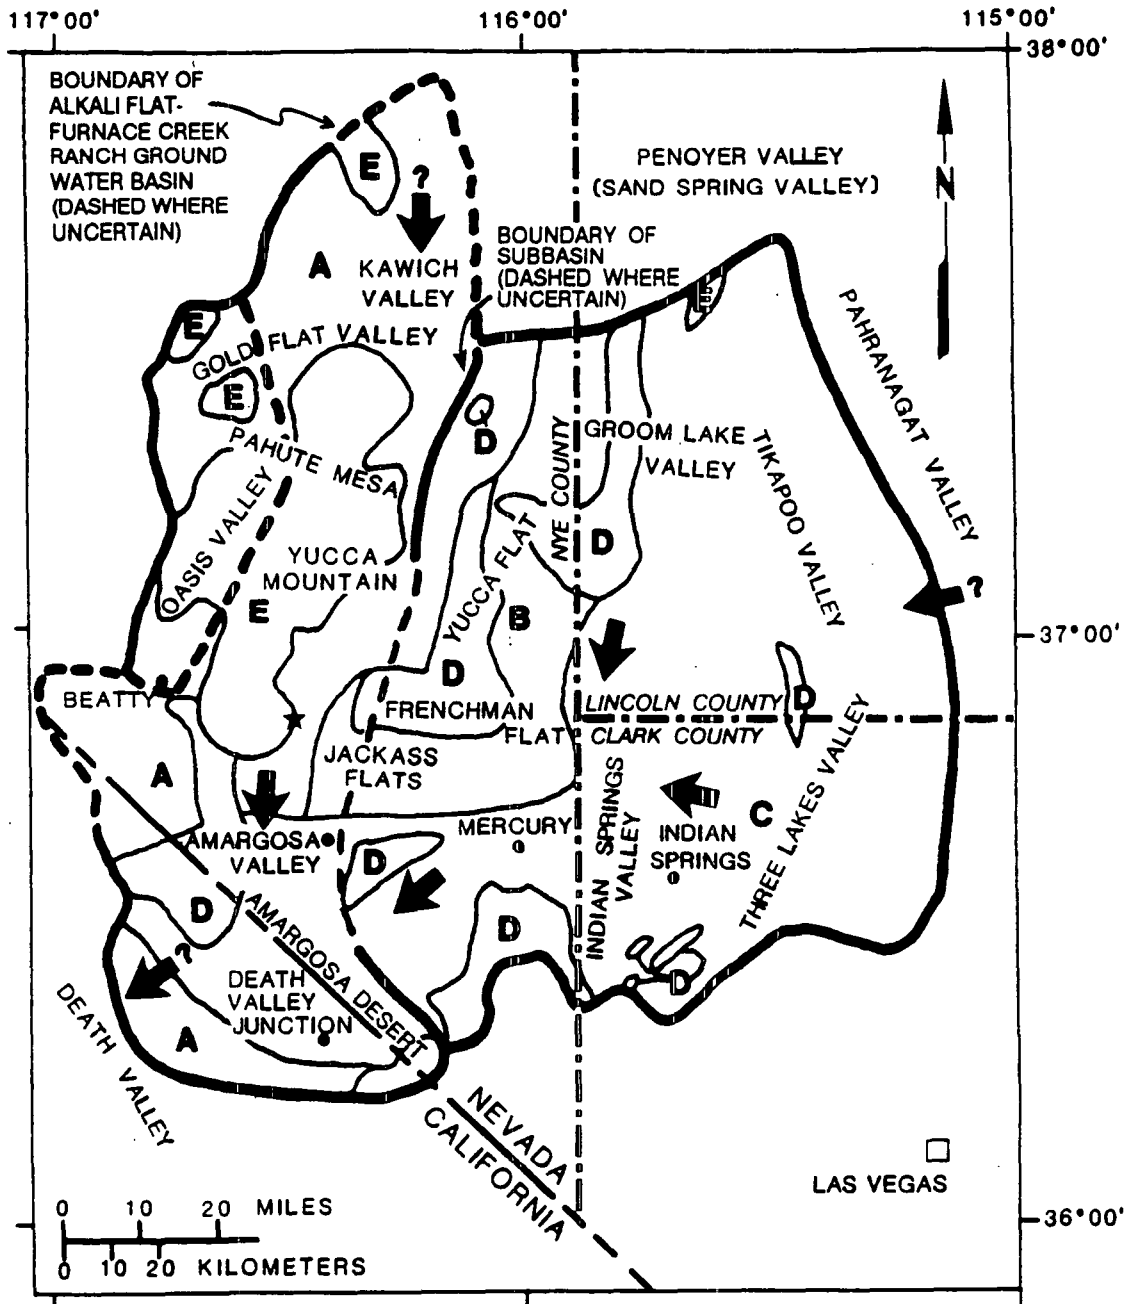 117°00'
116°00'
115°00'
38°00'
BOUNDARY OF
ALKALI FLAT-
FURNACE CREEK
RANCH GROUND
WATER BASIN
(DASHED WHERE
UNCERTAIN)
E
?
PENOYER VALLEY
(SAND SPRING VALLEY)
N
BOUNDARY OF
SUBBASIN
(DASHED WHERE
UNCERTAIN)
A
KAWICH
VALLEY
E
E
GOLD FLAT VALLEY
PAHRANAGAT VALLEY
E
D
PAHUTE MESA
GROOM LAKE
VALLEY
TIKAPOO VALLEY
NYE COUNTY
OASIS VALLEY
YUCCA
MOUNTAIN
YUCCA FLAT
D
E
B
?
37°00'
D
BEATTY
LINCOLN COUNTY
D
FRENCHMAN
FLAT
CLARK COUNTY
JACKASS
FLATS
A
INDIAN SPRINGS
VALLEY
C
THREE LAKES VALLEY
MERCURY
INDIAN
SPRINGS
AMARGOSA
VALLEY
D
D
AMARGOSA DESERT
D
?
DEATH
VALLEY
JUNCTION
D
DEATH VALLEY
A
NEVADA
CALIFORNIA
LAS VEGAS
0 10 20 MILES
36°00'
0 10 20 KILOMETERS